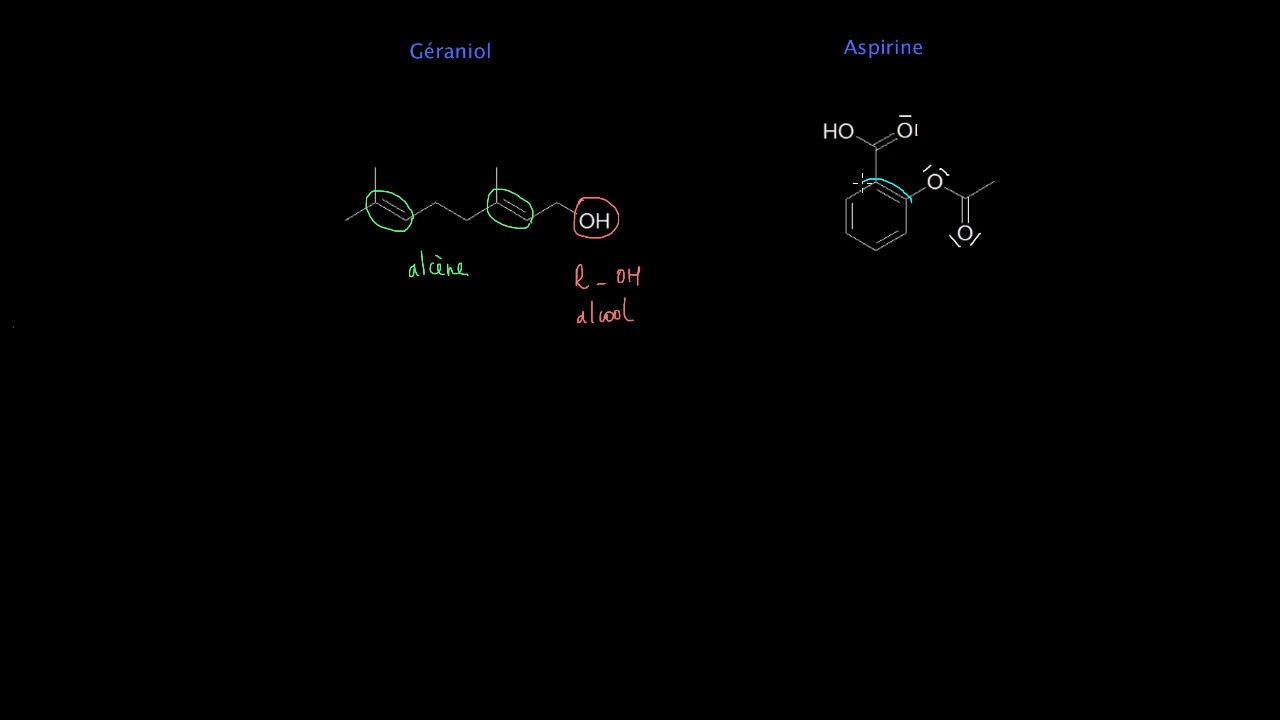 Géraniol
Aspirine
HO
O
O
O
OH
alcène
R - OH
alcool